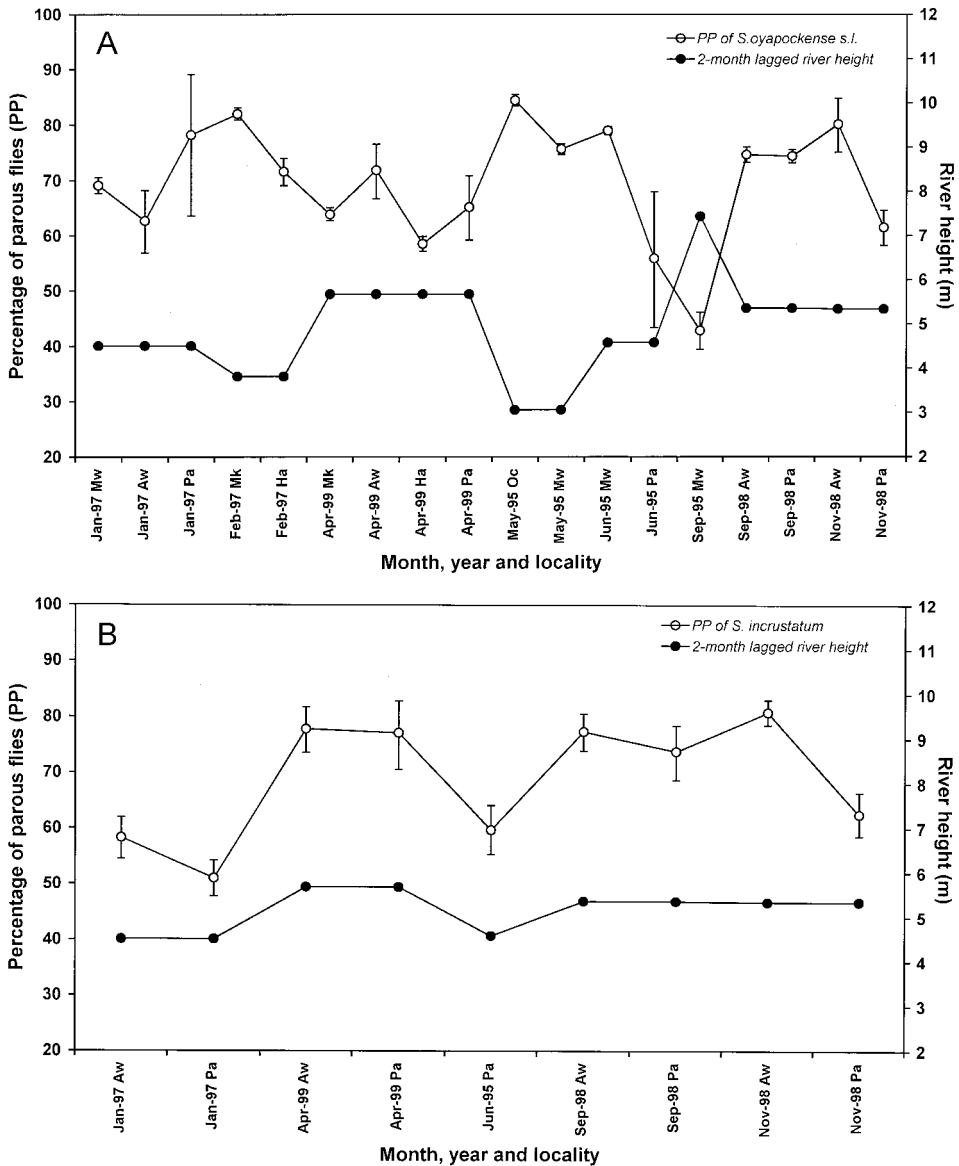 A
PP of S.oyapockense s.l.
2-month lagged river height
Percentage of parous flies (PP)
100
90
80
70
60
50
40
30
20
12
11
10
9
8
7
6
5
4
3
2
River height (m)
Jan-97 Mw
Jan-97 Aw
Jan-97 Pa
Feb-97 Mk
Feb-97 Ha
Apr-99 Mk
Apr-99 Aw
Apr-99 Ha
Apr-99 Pa
May-95 Oc
May-95 Mw
Jun-95 Mw
Jun-95 Pa
Sep-95 Mw
Sep-98 Aw
Sep-98 Pa
Nov-98 Aw
Nov-98 Pa
Month, year and locality
B
PP of S. incrustatum
2-month lagged river height
Percentage of parous flies (PP)
100
90
80
70
60
50
40
30
20
12
11
10
9
8
7
6
5
4
3
2
River height (m)
Jan-97 Aw
Jan-97 Pa
Apr-99 Aw
Apr-99 Pa
Jun-95 Pa
Sep-98 Aw
Sep-98 Pa
Nov-98 Aw
Nov-98 Pa
Month, year and locality